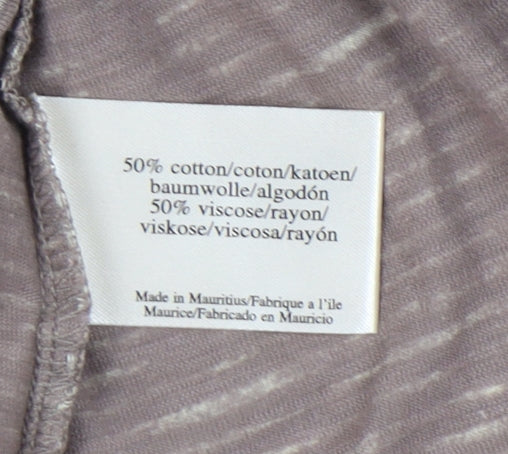 50% cotton/coton/katoen/
baumwolle/algodón
50% viscose/rayon/
viskose/viscosa/rayón
Made in Mauritius/Fabrique a l'ile
Maurice/Fabricado en Mauricio